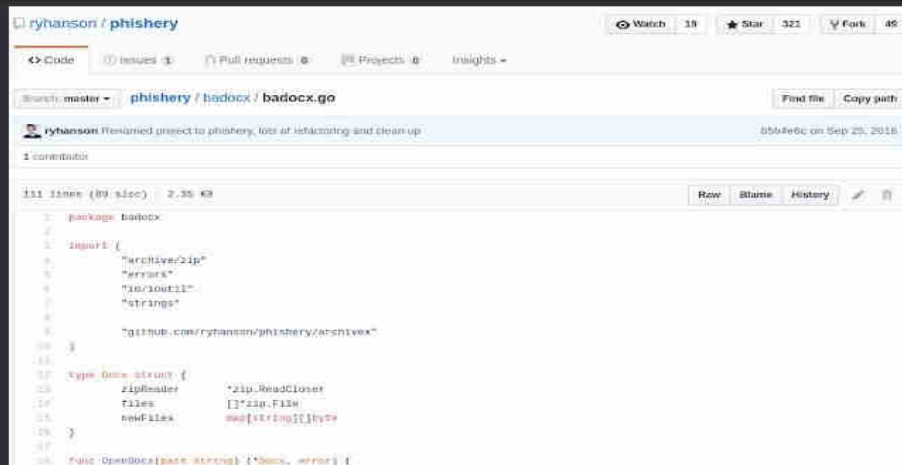 ryhanson / phishery
Watch 19 Star 321 Fork 49
Code Issues 1 Pull requests 0 Projects 0 Insights
Branch: master phishery / badocx / badocx.go Find file Copy path
ryhanson Renamed project to phishery, lots of refactoring and clean up on Sep 25, 2016
1 contributor
111 lines (89 sloc) 2.35 KB Raw Blame History
1 package badocx
2
3 import (
4 "archive/zip"
5 "errors"
6 "io/ioutil"
7 "strings"
8
9 "github.com/ryhanson/phishery/archivex"
10 )
11
12 type Docx struct {
13 zipReader *zip.ReadCloser
14 files []*zip.File
15 newFiles map[string][]byte
16 }
17
18 func OpenDocx(path string) (*Docx, error) {